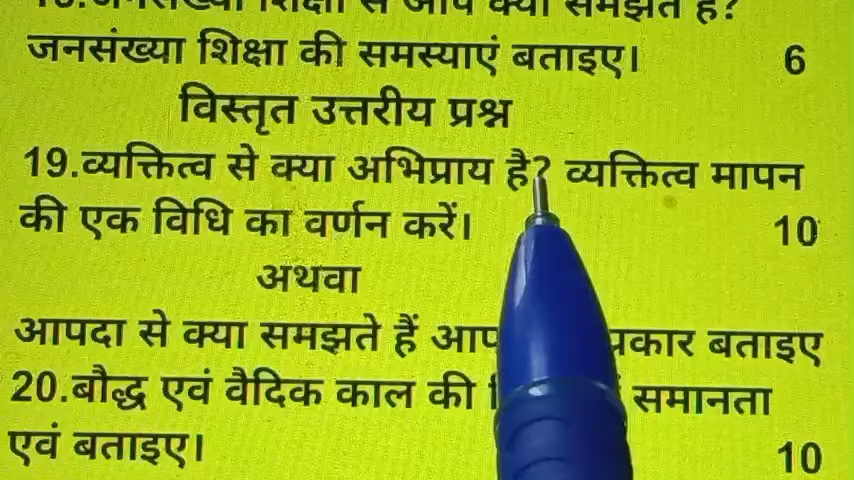 जनसंख्या शिक्षा की समस्याएं बताइए। 6
विस्तृत उत्तरीय प्रश्न
19.व्यक्तित्व से क्या अभिप्राय है? व्यक्तित्व मापन
की एक विधि का वर्णन करें। 10
अथवा
आपदा से क्या समझते हैं बताइए
20.बौद्ध एवं वैदिक काल की समानता
एवं बताइए। 10